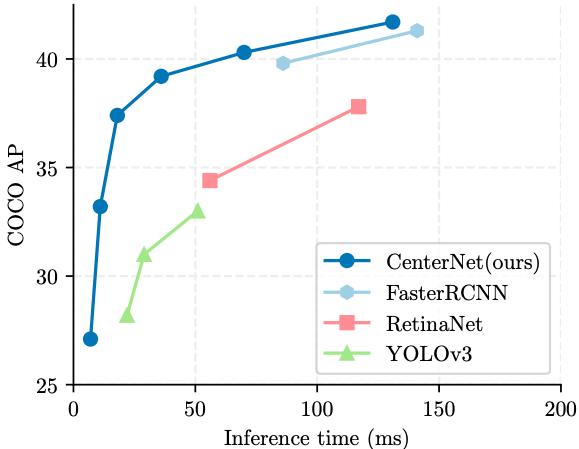 COCO AP
40
35
30
25
0 50 100 150 200
Inference time (ms)
CenterNet(ours)
FasterRCNN
RetinaNet
YOLOv3